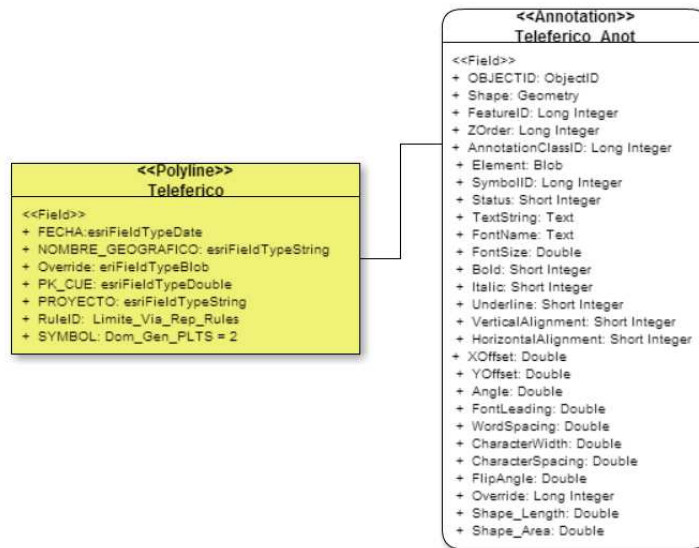 <<Polyline>>
Teleferico
<<Field>>
+ FECHA:esriFieldTypeDate
+ NOMBRE_GEOGRAFICO: esriFieldTypeString
+ Override: eriFieldTypeBlob
+ PK_CUE: esriFieldTypeDouble
+ PROYECTO: esriFieldTypeString
+ RuleID: Limite_Via_Rep_Rules
+ SYMBOL: Dom_Gen_PLTS = 2
<<Annotation>>
Teleferico_Anot
<<Field>>
+ OBJECTID: ObjectID
+ Shape: Geometry
+ FeatureID: Long Integer
+ ZOrder: Long Integer
+ AnnotationClassID: Long Integer
+ Element: Blob
+ SymbolID: Long Integer
+ Status: Short Integer
+ TextString: Text
+ FontName: Text
+ FontSize: Double
+ Bold: Short Integer
+ Italic: Short Integer
+ Underline: Short Integer
+ VerticalAlignment: Short Integer
+ HorizontalAlignment: Short Integer
+ XOffset: Double
+ YOffset: Double
+ Angle: Double
+ FontLeading: Double
+ WordSpacing: Double
+ CharacterWidth: Double
+ CharacterSpacing: Double
+ FlipAngle: Double
+ Override: Long Integer
+ Shape_Length: Double
+ Shape_Area: Double